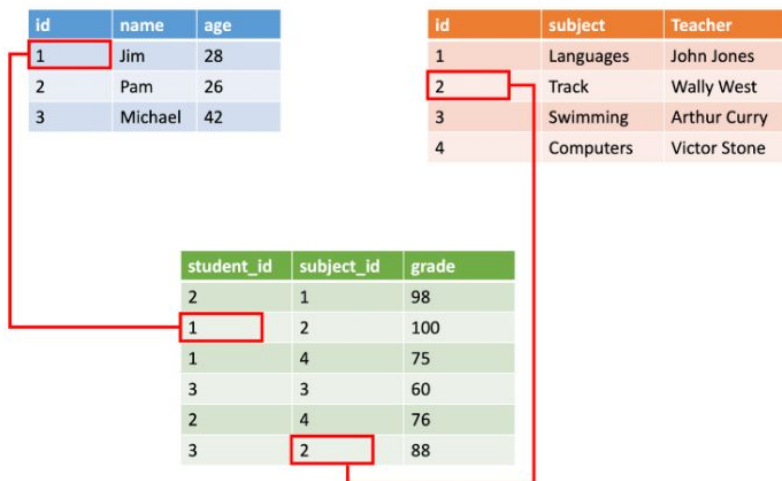 id name age
1 Jim 28
2 Pam 26
3 Michael 42
id subject Teacher
1 Languages John Jones
2 Track Wally West
3 Swimming Arthur Curry
4 Computers Victor Stone
student_id subject_id grade
2 1 98
1 2 100
1 4 75
3 3 60
2 4 76
3 2 88